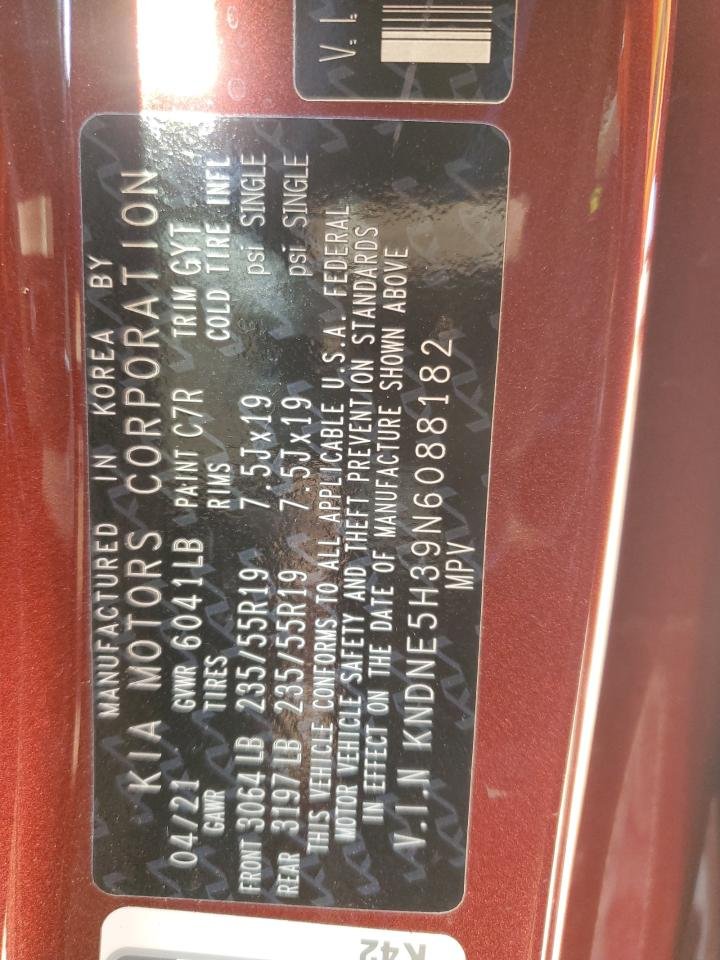 V.I.
MANUFACTURED IN KOREA BY
KIA MOTORS CORPORATION
04/21 GVWR 6041LB PAINT C7R TRIM GYT
GAWR TIRES RIMS COLD TIRE INFL
FRONT 3064LB 235/55R19 7.5Jx19 psi SINGLE
REAR 3197LB 235/55R19 7.5Jx19 psi SINGLE
THIS VEHICLE CONFORMS TO ALL APPLICABLE U.S.A. FEDERAL
MOTOR VEHICLE SAFETY AND THEFT PREVENTION STANDARDS
IN EFFECT ON THE DATE OF MANUFACTURE SHOWN ABOVE
V.I.N KNDNE5H39N6088182
MPV
K42